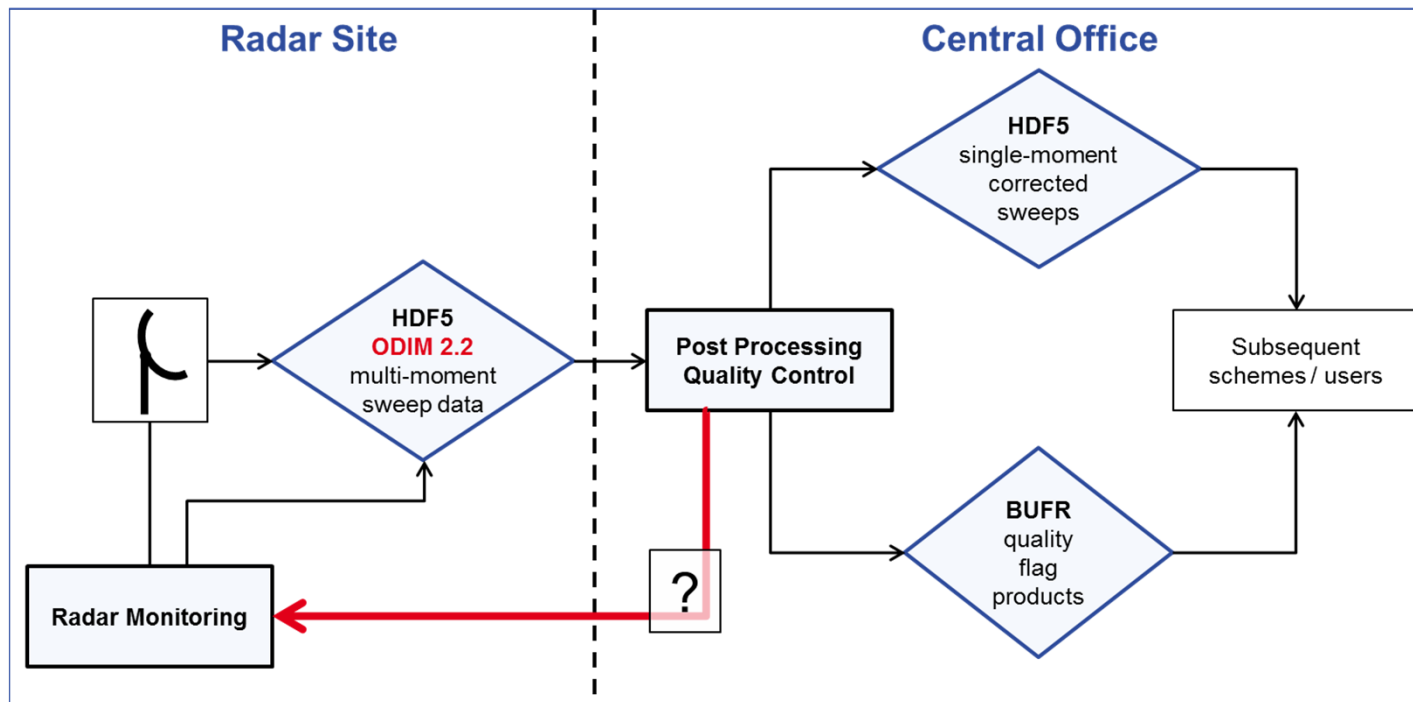 Radar Site
Central Office
HDF5
single-moment
corrected
sweeps
HDF5
ODIM 2.2
multi-moment
sweep data
Post Processing
Quality Control
Subsequent
schemes / users
BUFR
quality
flag
products
?
Radar Monitoring